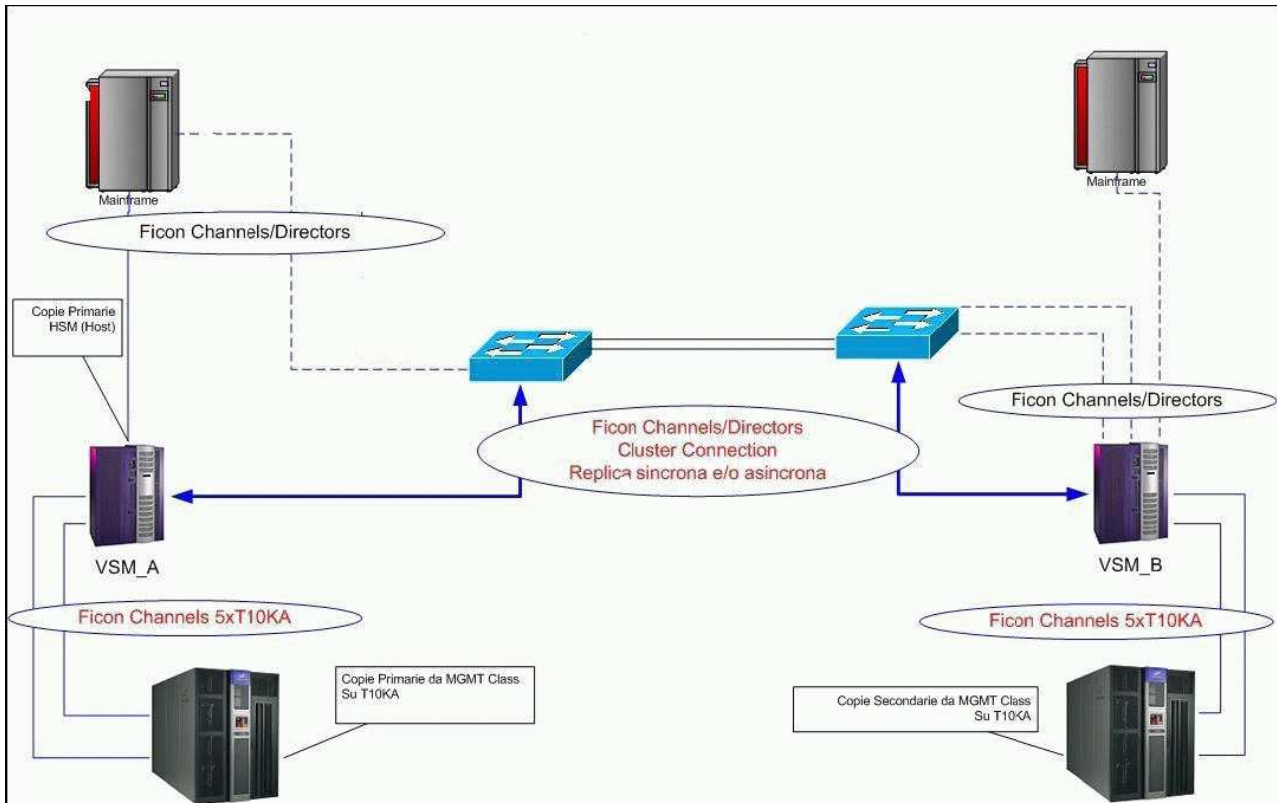 Mainframe
Mainframe
Ficon Channels/Directors
Copie Primarie
HSM (Host)
Ficon Channels/Directors
Ficon Channels/Directors
Cluster Connection
Replica sincrona e/o asincrona
VSM_A
VSM_B
Ficon Channels 5xT10KA
Ficon Channels 5xT10KA
Copie Primarie da MGMT Class
Su T10KA
Copie Secondarie da MGMT Class
Su T10KA